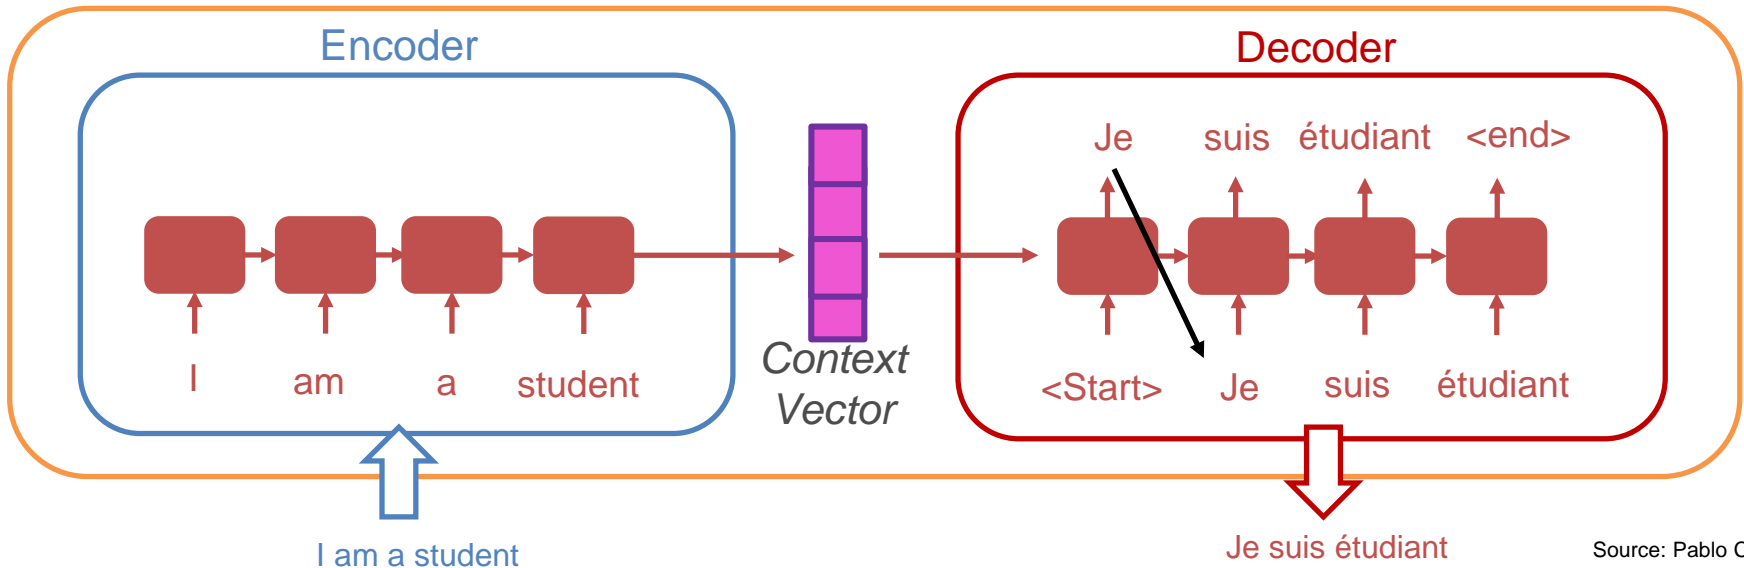 Encoder
Decoder
Je suis étudiant <end>
I am a student
Context
Vector
<Start> Je suis étudiant
I am a student
Je suis étudiant
Source: Pablo